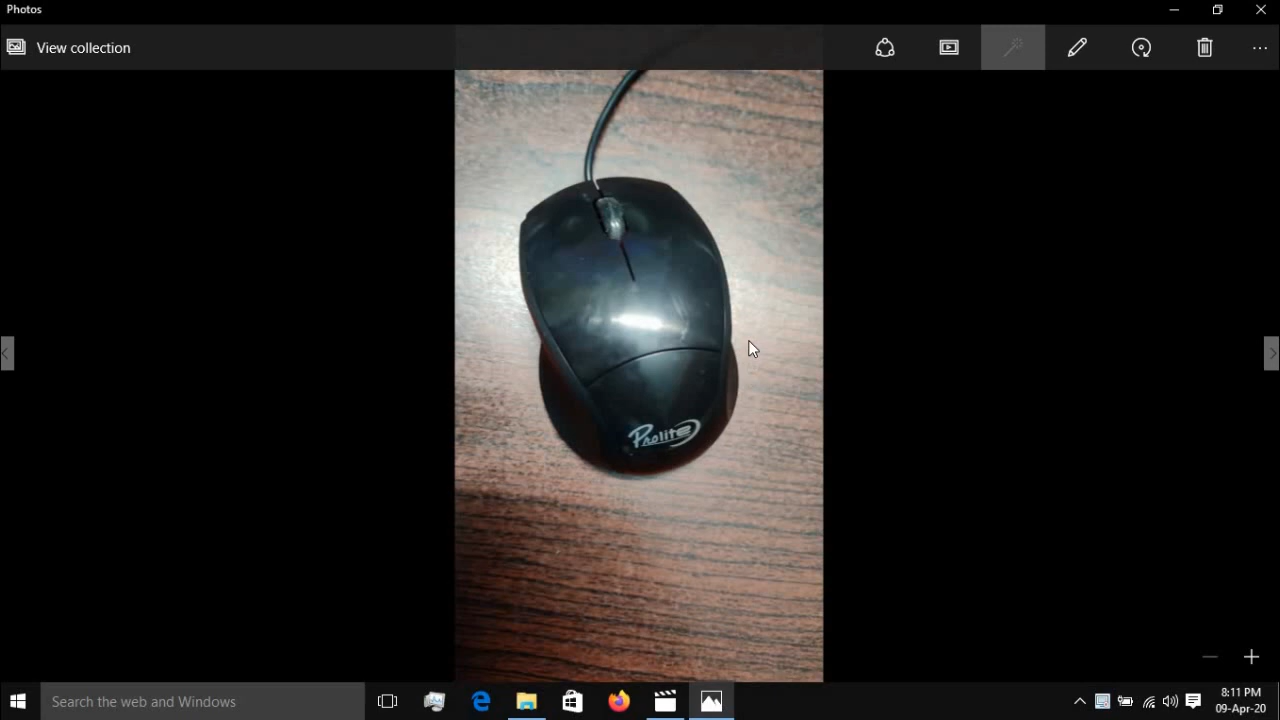 Photos
View collection
Prolite
Search the web and Windows
8:11 PM
09-Apr-20